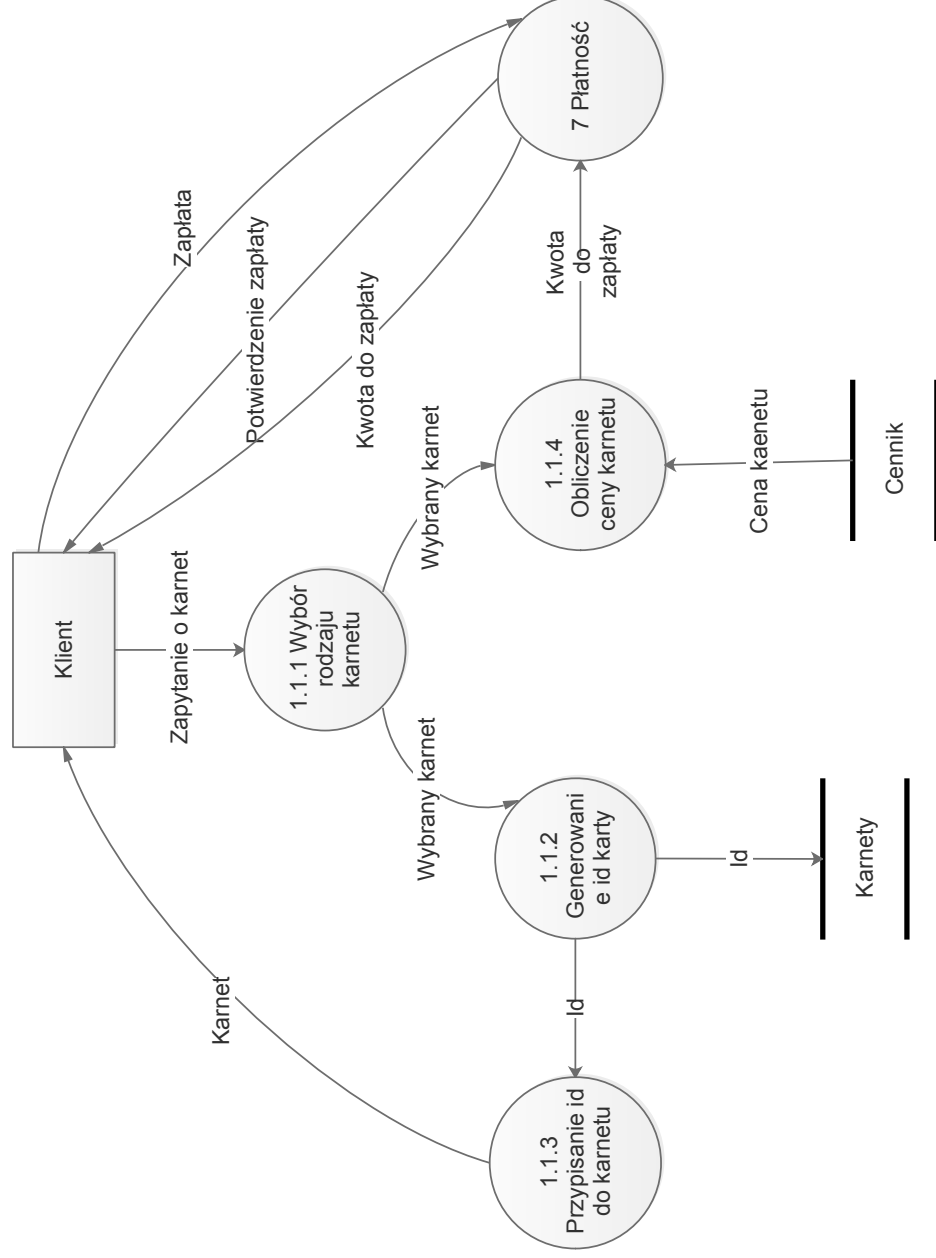 Klient
Zapytanie o karnet
Karnet
Zapłata
Potwierdzenie zapłaty
Kwota do zapłaty
1.1.1 Wybór
rodzaju
karnetu
Wybrany karnet
Wybrany karnet
1.1.3
Przypisanie id
do karnetu
Id
1.1.2
Generowani
e id karty
1.1.4
Obliczenie
ceny karnetu
Kwota
do
zapłaty
7 Płatność
Id
Cena kaenetu
Karnety
Cennik